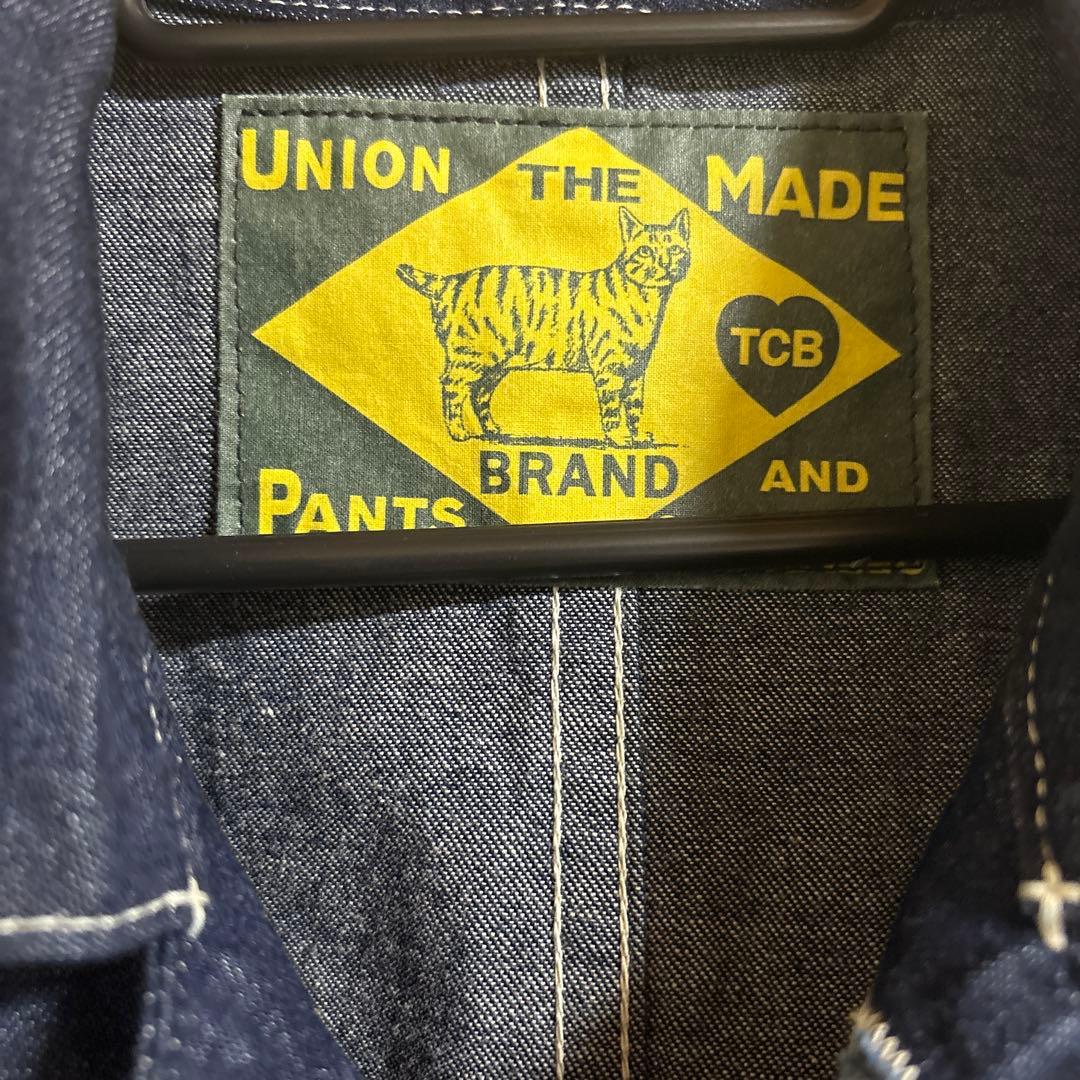 UNION THE MADE
TCB
BRAND AND
PANTS